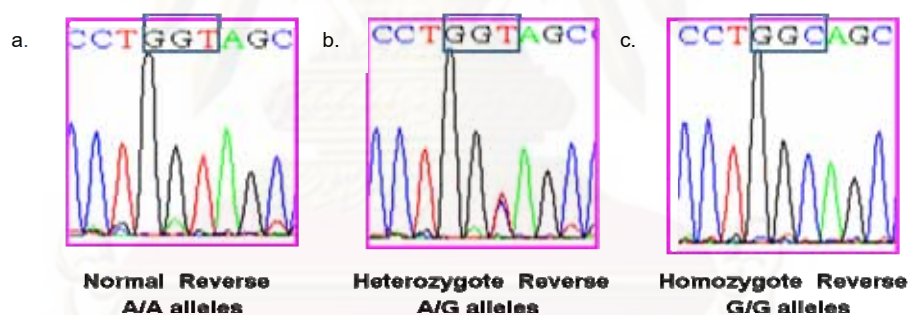 a.
CCTGGTAGC
Normal Reverse
A/A alleles
b.
CCTGGTAGC
Heterozygote Reverse
A/G alleles
c.
CCTGGCAGC
Homozygote Reverse
G/G alleles